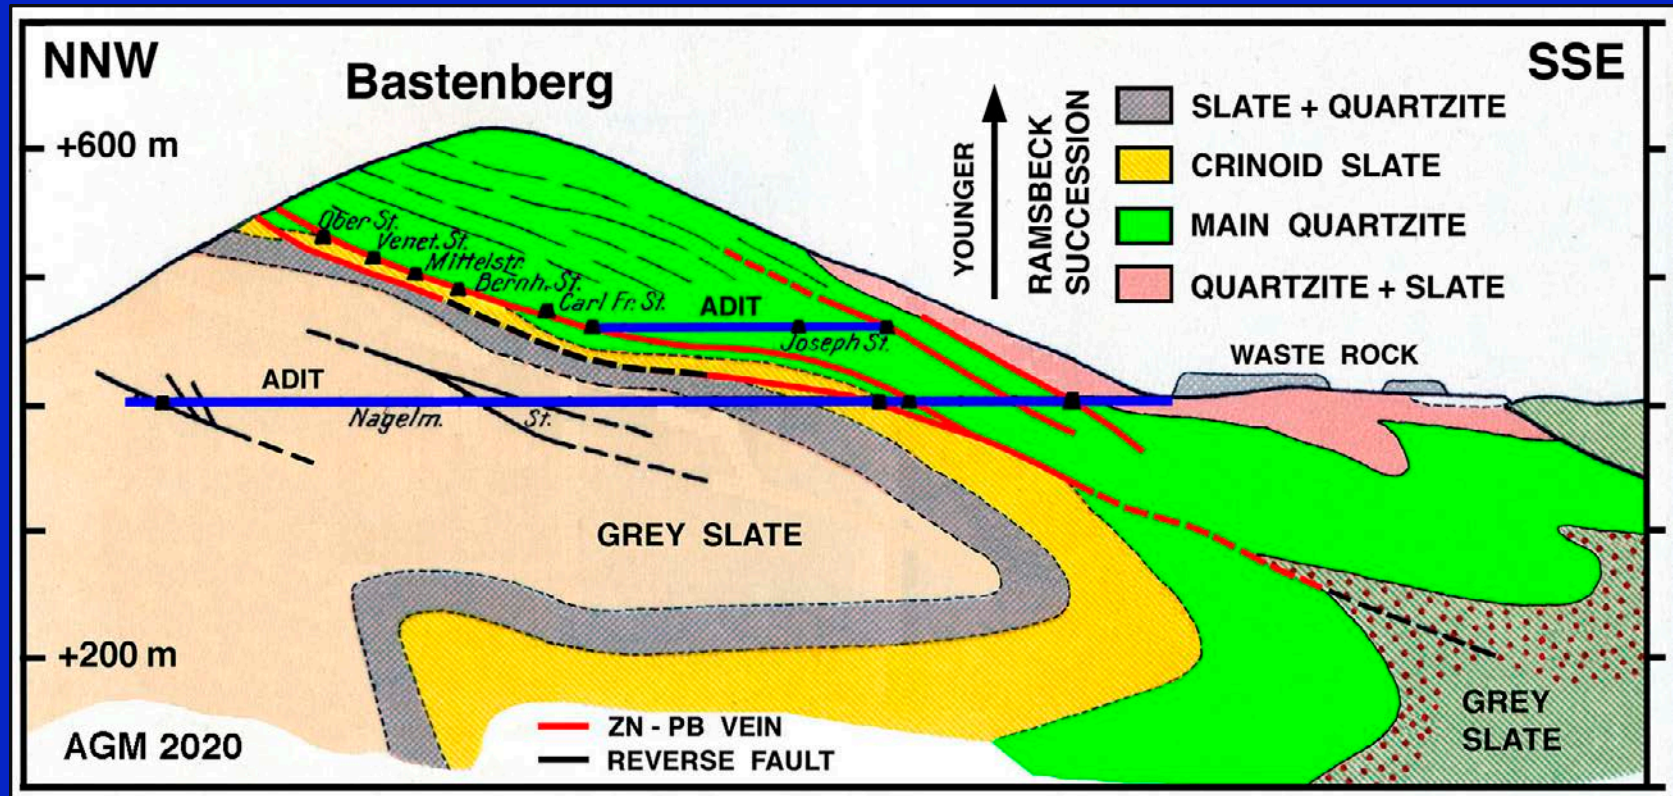 NNW
Bastenberg
SSE
+600 m
YOUNGER
RAMSBECK
SUCCESSION
SLATE + QUARTZITE
CRINOID SLATE
MAIN QUARTZITE
QUARTZITE + SLATE
Ober St.
Venet. St.
Mittelstr.
Bernh. St.
Carl Fr. St.
ADIT
Joseph St.
WASTE ROCK
ADIT
Nagelm. St.
GREY SLATE
+200 m
GREY
SLATE
ZN - PB VEIN
REVERSE FAULT
AGM 2020